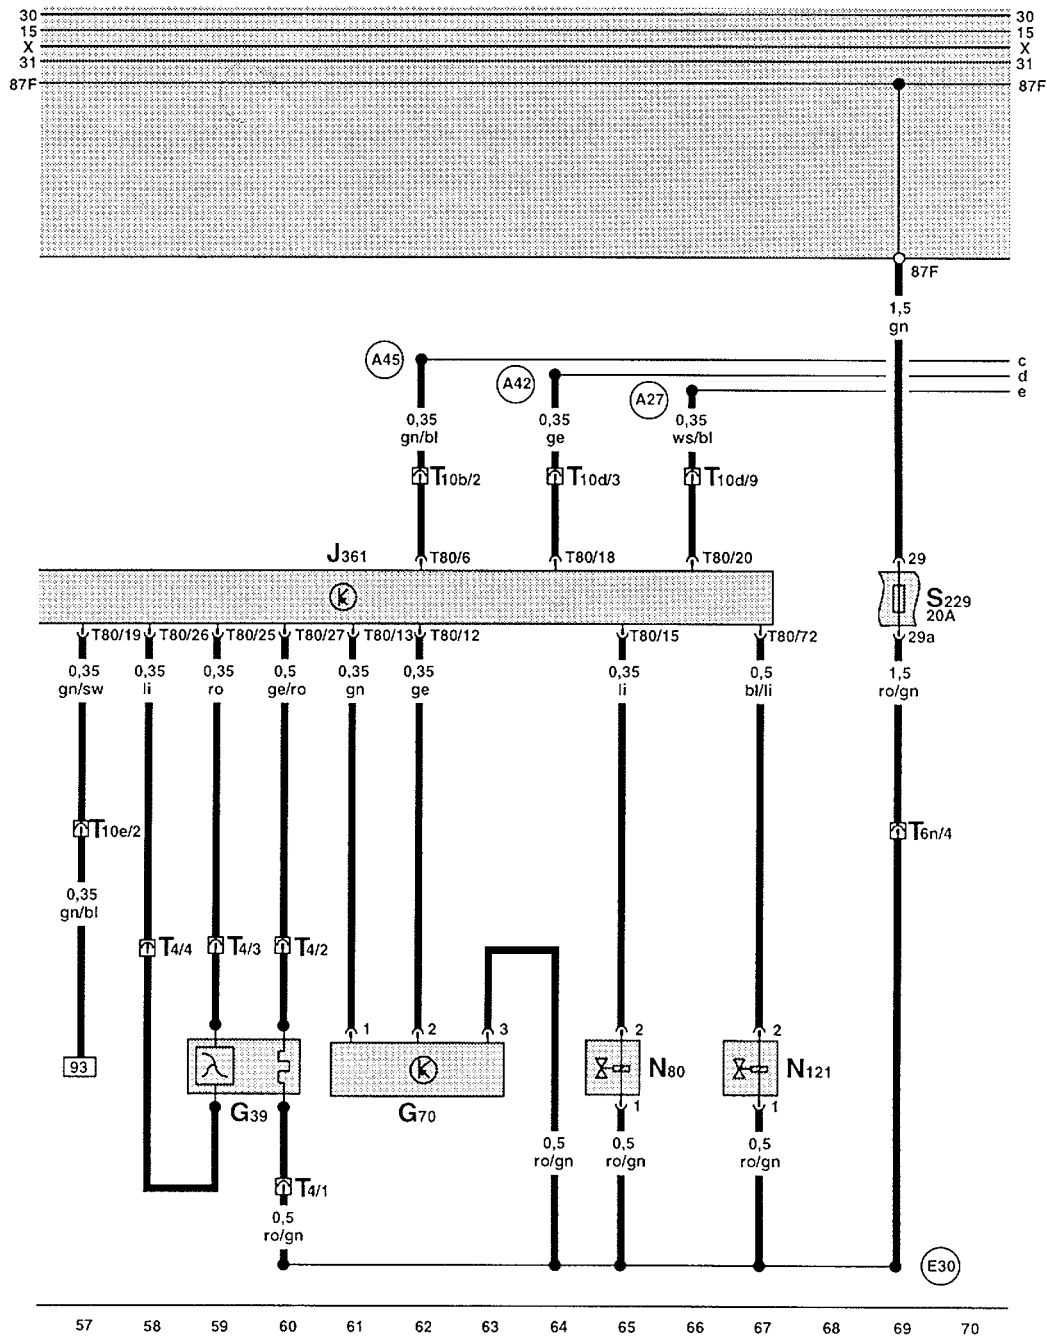 30 30
15 15
X X
31 31
87F 87F
87F
1,5
gn
A45 c
A42 d
A27 e
0,35 0,35 0,35
gn/bl ge ws/bl
T10b/2 T10d/3 T10d/9
J361 T80/6 T80/18 T80/20 29
S229
20A
T80/19 T80/26 T80/25 T80/27 T80/13 T80/12 T80/15 T80/72 29a
0,35 0,35 0,35 0,5 0,35 0,35 0,35 0,5 1,5
gn/sw li ro ge/ro gn ge li bl/li ro/gn
T10e/2 T6n/4
0,35
gn/bl
T4/4 T4/3 T4/2
1 2 3 2 2
93 N80 N121
G39 G70 1 1
0,5 0,5 0,5
ro/gn ro/gn ro/gn
T4/1
0,5
ro/gn
E30
57 58 59 60 61 62 63 64 65 66 67 68 69 70